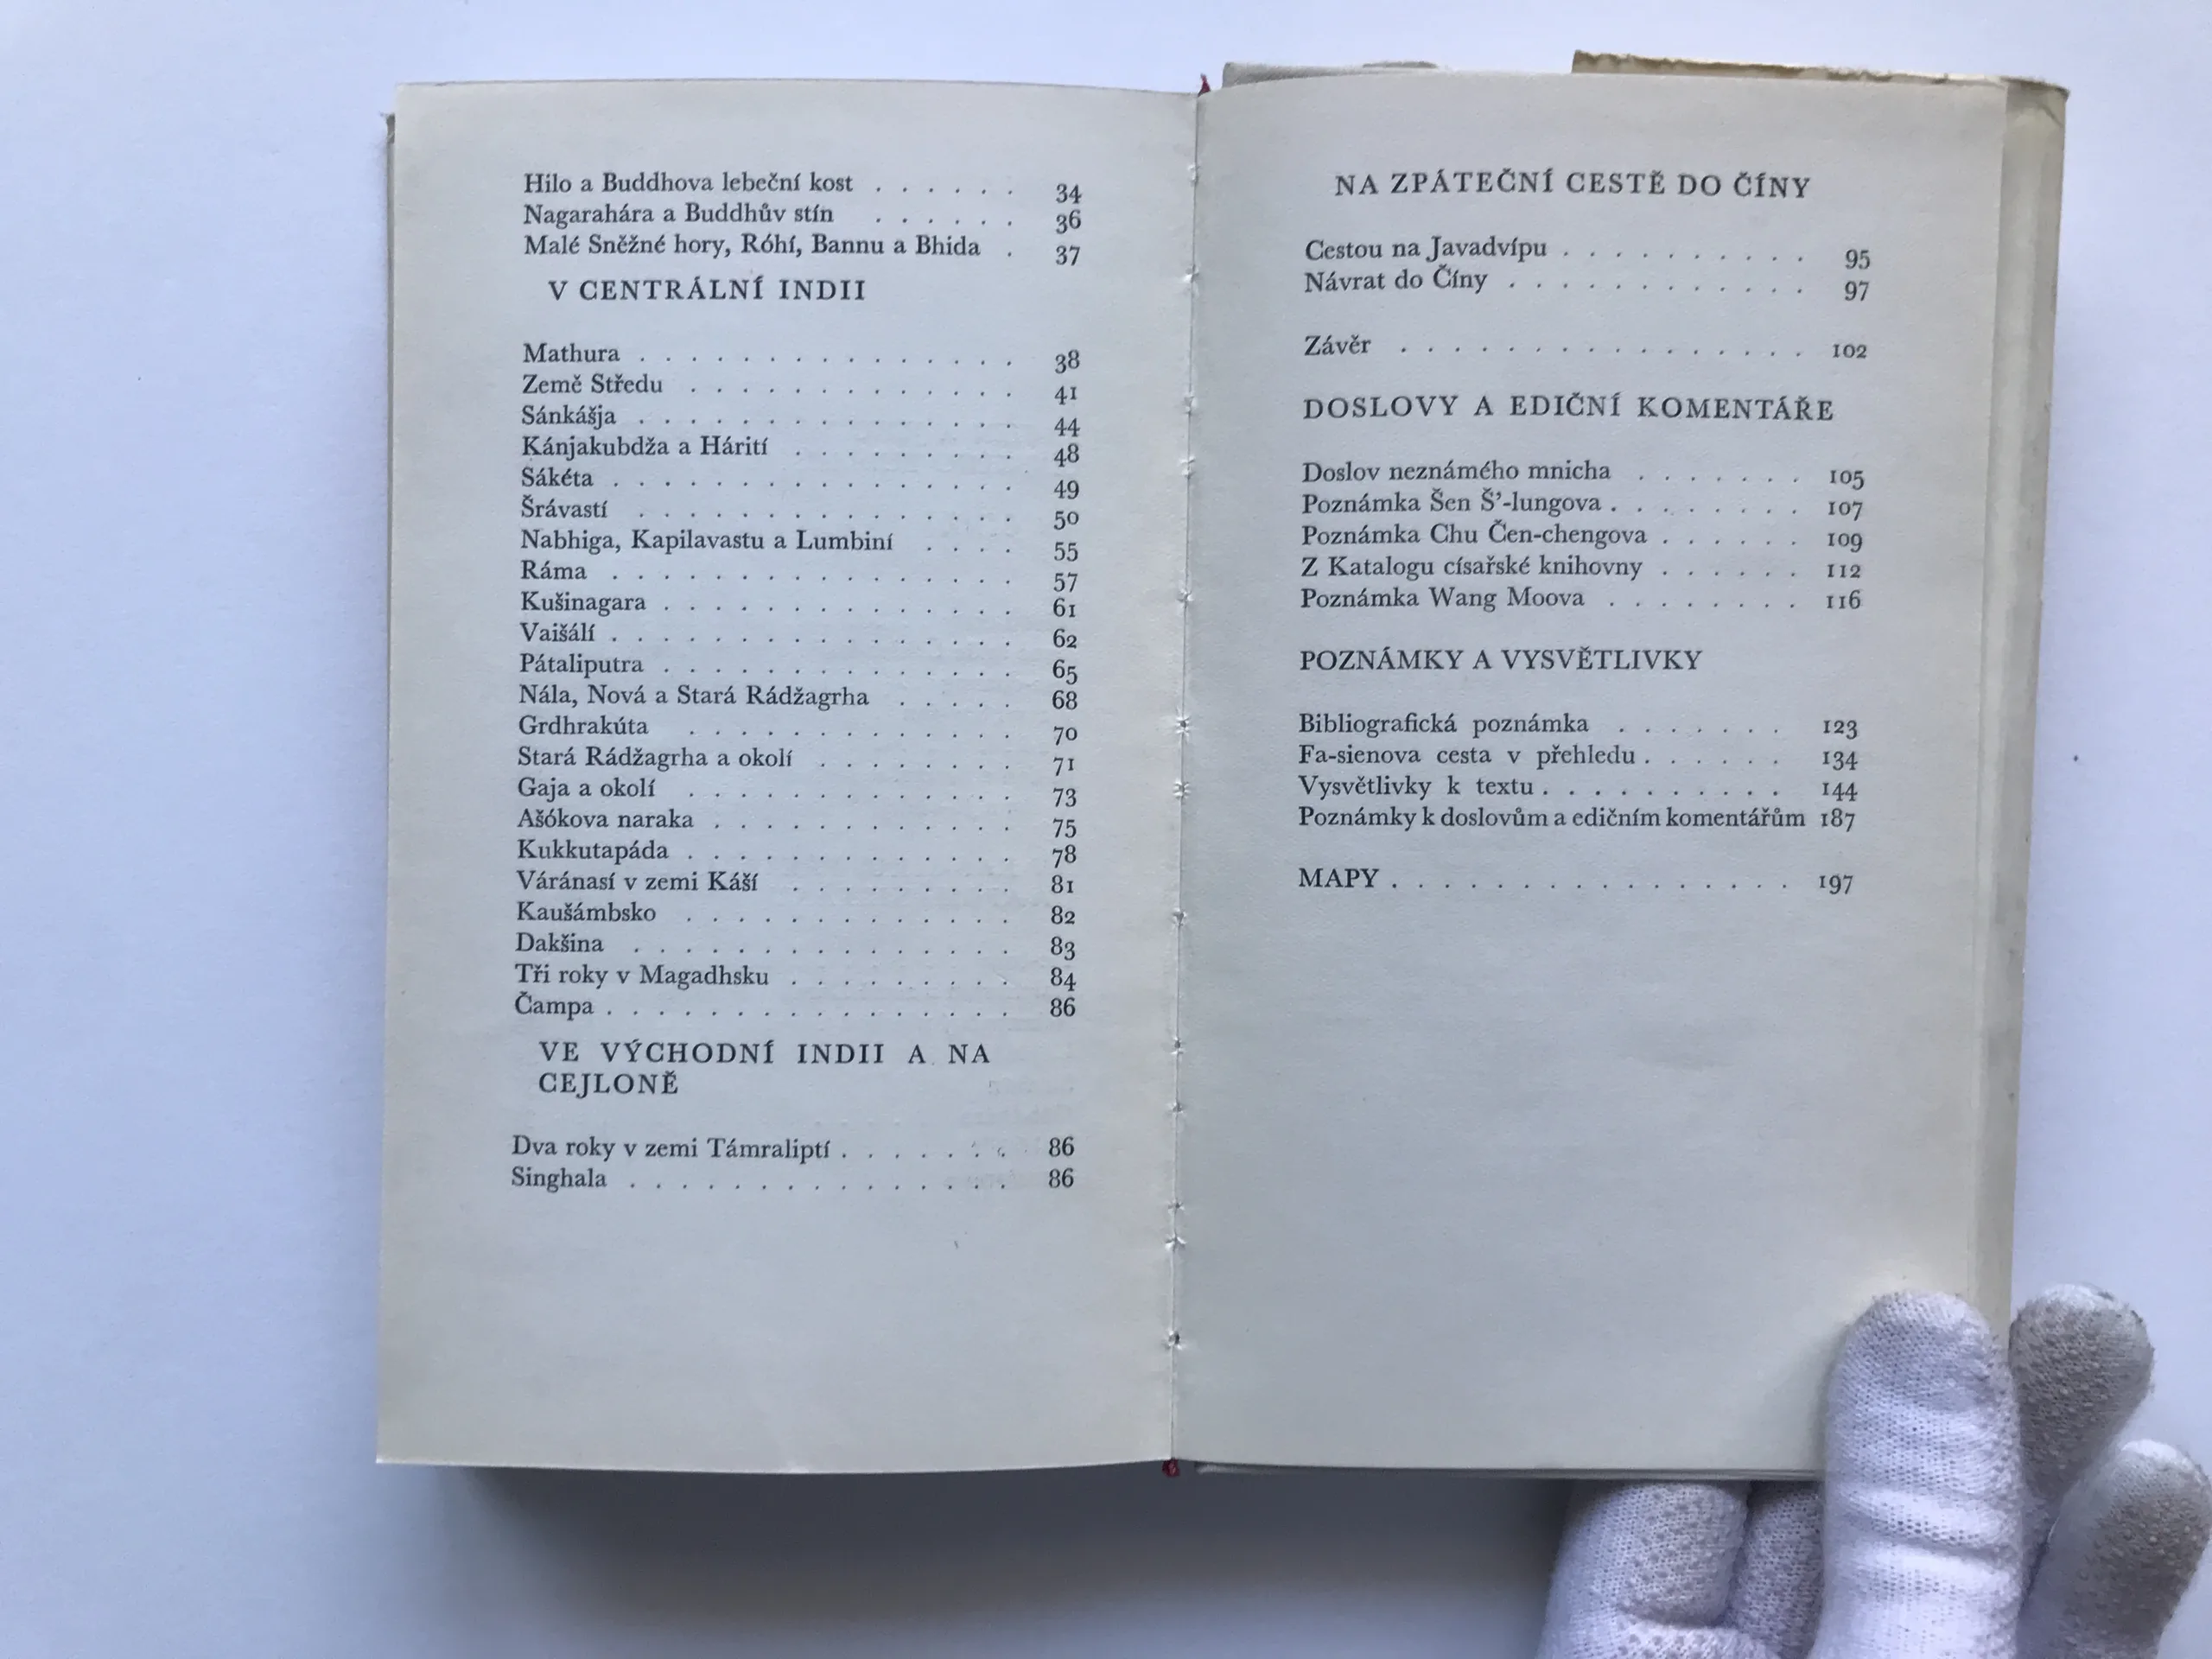 Hilo a Buddhova lebeční kost . . . . . . 34
Nagarahára a Buddhův stín . . . . . . 36
Malé Sněžné hory, Róhí, Bannu a Bhida . 37
V CENTRÁLNÍ INDII
Mathura . . . . . . . . . . . . . . . 38
Země Středu . . . . . . . . . . . . . 41
Sánkášja . . . . . . . . . . . . . . . 44
Kánjakubdža a Háriti . . . . . . . . . 48
Sákéta . . . . . . . . . . . . . . . . 49
Šrávastí . . . . . . . . . . . . . . . 50
Nabhiga, Kapilavastu a Lumbiní . . . . 55
Ráma . . . . . . . . . . . . . . . . 57
Kušinagara . . . . . . . . . . . . . . 61
Vaišálí . . . . . . . . . . . . . . . . 62
Pátaliputra . . . . . . . . . . . . . . 65
Nála, Nová a Stará Rádžagrha . . . . . 68
Grdhrakúta . . . . . . . . . . . . . 70
Stará Rádžagrha a okolí . . . . . . . . 71
Gaja a okolí . . . . . . . . . . . . . 73
Ašókova naraka . . . . . . . . . . . . 75
Kukkutapáda . . . . . . . . . . . . . 78
Váránasí v zemi Káší . . . . . . . . . 81
Kaušámbsko . . . . . . . . . . . . . 82
Dakšina . . . . . . . . . . . . . . . 83
Tři roky v Magadhsku . . . . . . . . . 84
Čampa . . . . . . . . . . . . . . . . 86
VE VÝCHODNÍ INDII A NA
CEJLONĚ
Dva roky v zemi Támraliptí . . . . . . . 86
Singhala . . . . . . . . . . . . . . . 86
NA ZPÁTEČNÍ CESTĚ DO ČÍNY
Cestou na Javadvípu . . . . . . . . . . 95
Návrat do Číny . . . . . . . . . . . . 97
Závěr . . . . . . . . . . . . . . . . 102
DOSLOVY A EDIČNÍ KOMENTÁŘE
Doslov neznámého mnicha . . . . . . . 105
Poznámka Šen Š’-lungova . . . . . . . . 107
Poznámka Chu Čen-chengova . . . . . . 109
Z Katalogu císařské knihovny . . . . . . 112
Poznámka Wang Moova . . . . . . . . 116
POZNÁMKY A VYSVĚTLIVKY
Bibliografická poznámka . . . . . . . 123
Fa-sienova cesta v přehledu . . . . . . 134
Vysvětlivky k textu . . . . . . . . . . 144
Poznámky k doslovům a edičním komentářům 187
MAPY . . . . . . . . . . . . . . . . 197